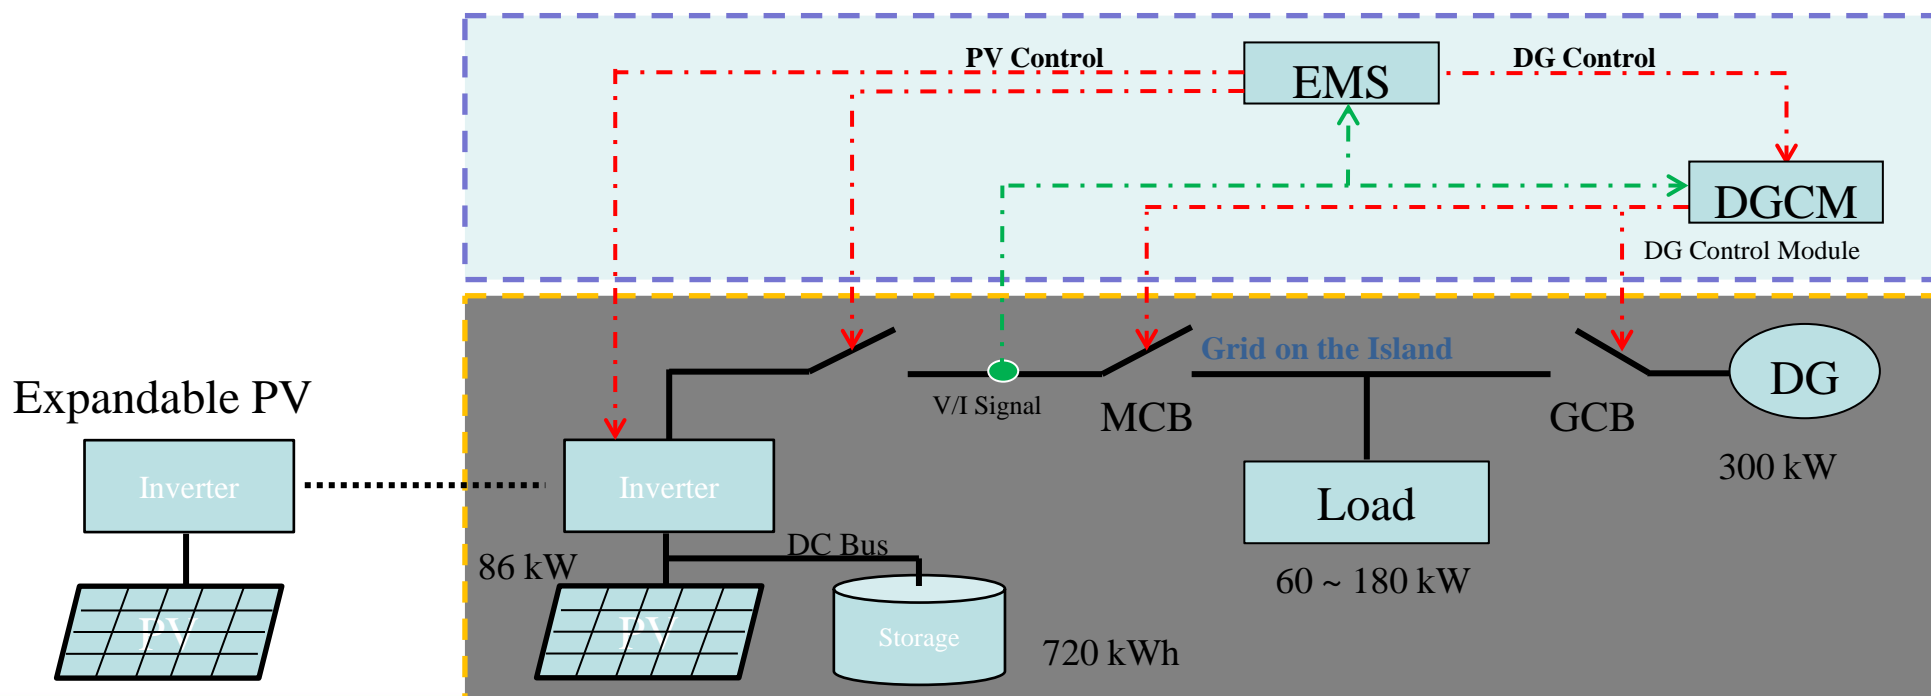 PV Control
EMS
DG Control
DGCM
DG Control Module
Grid on the Island
V/I Signal
MCB
GCB
DG
300 kW
Expandable PV
Inverter
Inverter
Load
DC Bus
86 kW
60 ~ 180 kW
PV
PV
Storage
720 kWh